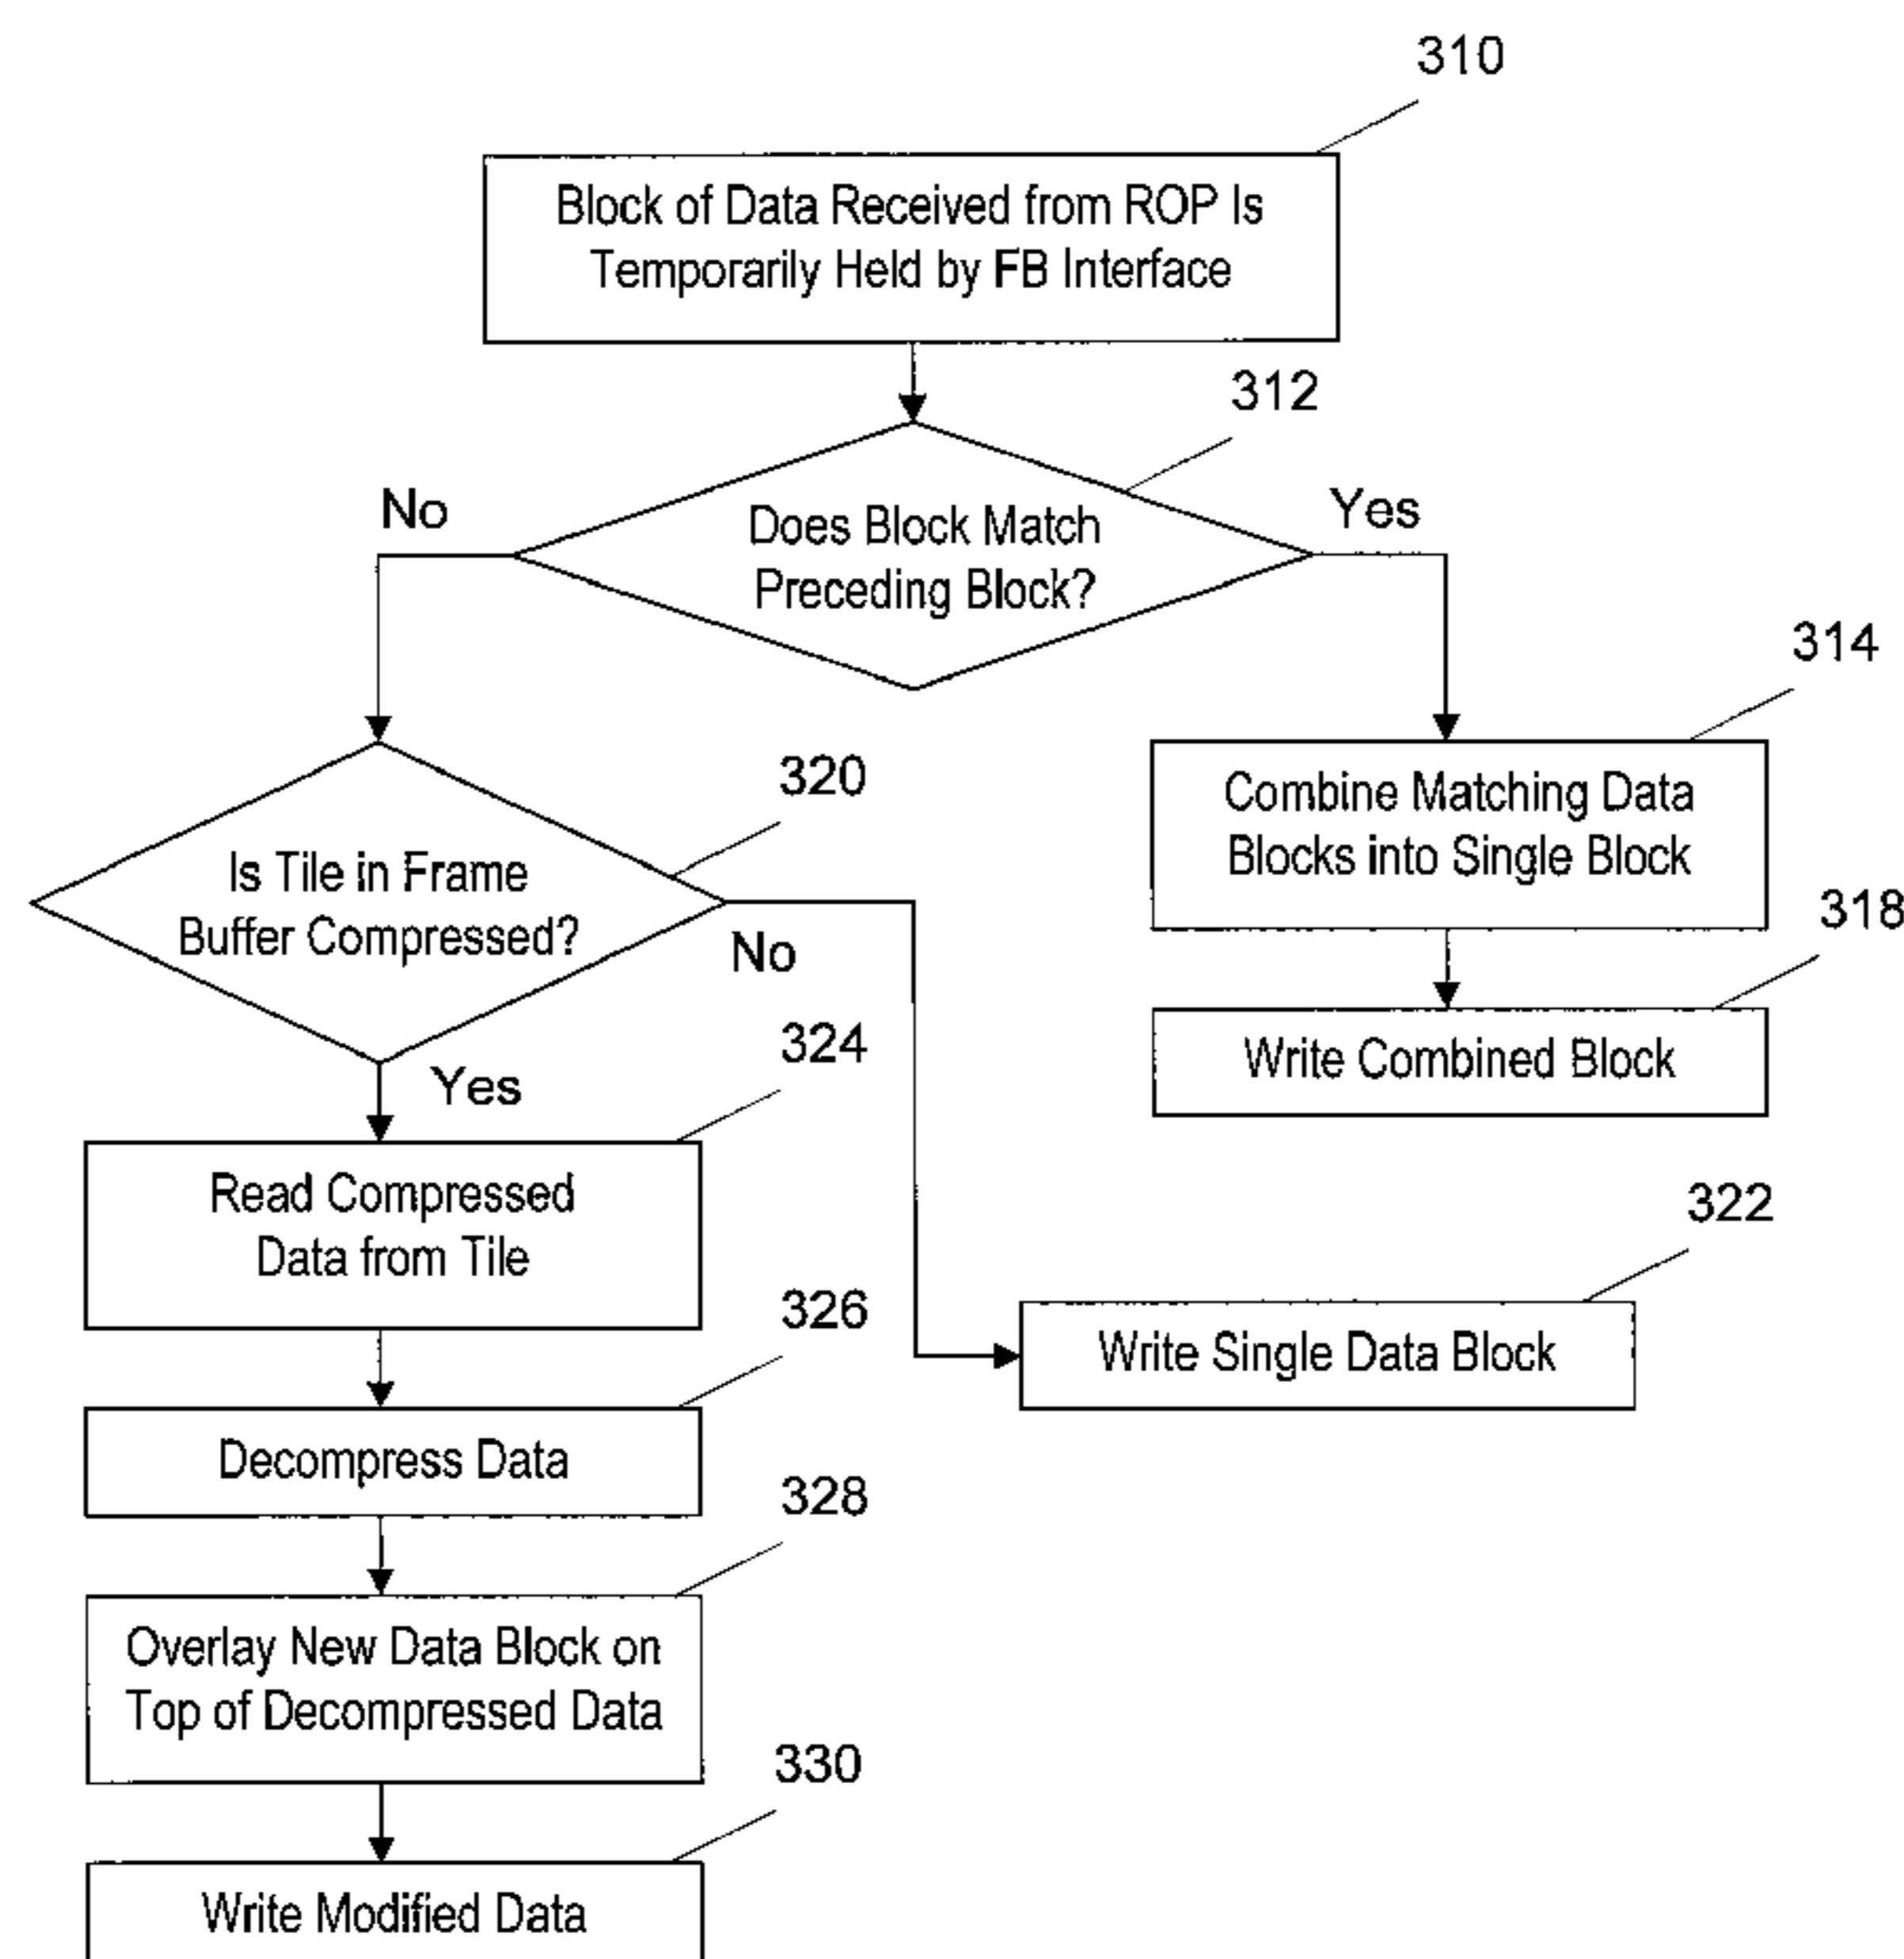 310
Block of Data Received from ROP Is
Temporarily Held by FB Interface
312
No
Does Block Match
Preceding Block?
Yes
314
Combine Matching Data
Blocks into Single Block
318
Write Combined Block
320
Is Tile in Frame
Buffer Compressed?
No
Yes
322
Write Single Data Block
324
Read Compressed
Data from Tile
326
Decompress Data
328
Overlay New Data Block on
Top of Decompressed Data
330
Write Modified Data